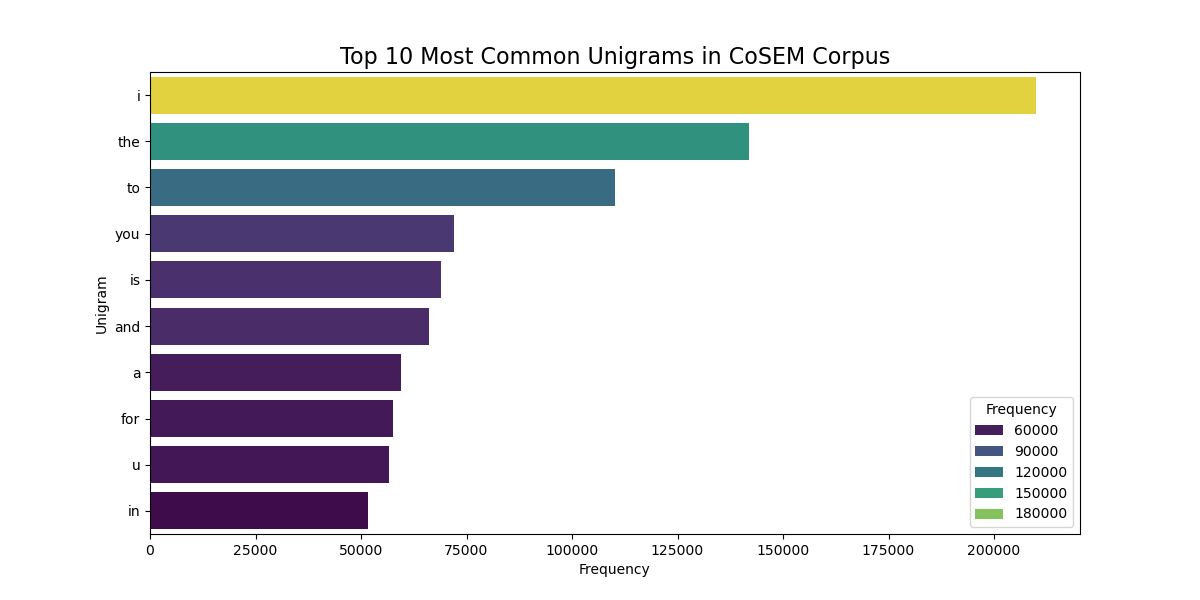 Top 10 Most Common Unigrams in CoSEM Corpus
Unigram
i
the
to
you
is
and
a
for
u
in
Frequency
60000
90000
120000
150000
180000
0 25000 50000 75000 100000 125000 150000 175000 200000
Frequency